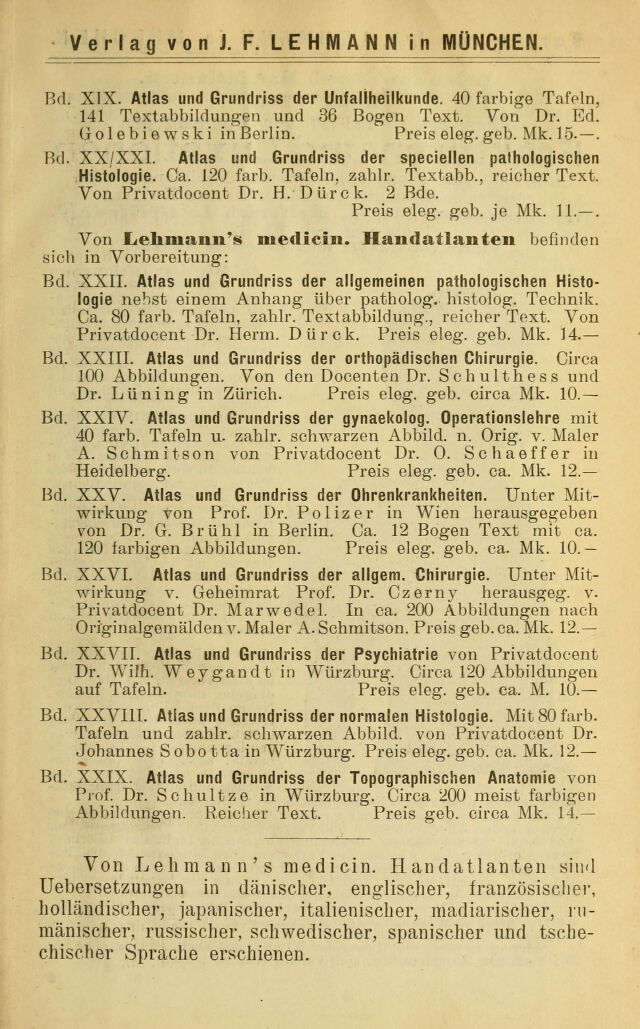 Verlag von J. F. LEHMANN in MÜNCHEN.
Bd. XIX. Atlas und Grundriss der Unfallheilkunde. 40 farbige Tafeln,
141 Textabbildungen und 36 Bogen Text. Von Dr. Ed.
Golebiewski in Berlin. Preis eleg. geb. Mk. 15.—.
Bd. XX/XXI. Atlas und Grundriss der speciellen pathologischen
Histologie. Ca. 120 farb. Tafeln, zahlr. Textabb., reicher Text.
Von Privatdocent Dr. H. Dürck. 2 Bde.
Preis eleg. geb. je Mk. 11.—.
Von Lehmann's medicin. Handatlanten befinden
sich in Vorbereitung:
Bd. XXII. Atlas und Grundriss der allgemeinen pathologischen Histo-
logie nebst einem Anhang über patholog. histolog. Technik.
Ca. 80 farb. Tafeln, zahlr. Textabbildung., reicher Text. Von
Privatdocent Dr. Herm. Dürck. Preis eleg. geb. Mk. 14.—
Bd. XXIII. Atlas und Grundriss der orthopädischen Chirurgie. Circa
100 Abbildungen. Von den Docenten Dr. Schulthess und
Dr. Lüning in Zürich. Preis eleg. geb. circa Mk. 10.—
Bd. XXIV. Atlas und Grundriss der gynaekolog. Operationslehre mit
40 farb. Tafeln u. zahlr. schwarzen Abbild. n. Orig. v. Maler
A. Schmitson von Privatdocent Dr. O. Schaeffer in
Heidelberg. Preis eleg. geb. ca. Mk. 12.—
Bd. XXV. Atlas und Grundriss der Ohrenkrankheiten. Unter Mit-
wirkung von Prof. Dr. Polizer in Wien herausgegeben
von Dr. G. Brühl in Berlin. Ca. 12 Bogen Text mit ca.
120 farbigen Abbildungen. Preis eleg. geb. ca. Mk. 10.—
Bd. XXVI. Atlas und Grundriss der allgem. Chirurgie. Unter Mit-
wirkung v. Geheimrat Prof. Dr. Czerny herausgeg. v.
Privatdocent Dr. Marwedel. In ca. 200 Abbildungen nach
Originalgemälden v. Maler A. Schmitson. Preis geb. ca. Mk. 12.—
Bd. XXVII. Atlas und Grundriss der Psychiatrie von Privatdocent
Dr. Wilh. Weygandt in Würzburg. Circa 120 Abbildungen
auf Tafeln. Preis eleg. geb. ca. M. 10.—
Bd. XXVIII. Atlas und Grundriss der normalen Histologie. Mit 80 farb.
Tafeln und zahlr. schwarzen Abbild. von Privatdocent Dr.
Johannes Sobotta in Würzburg. Preis eleg. geb. ca. Mk. 12.—
Bd. XXIX. Atlas und Grundriss der Topographischen Anatomie von
Prof. Dr. Schultze in Würzburg. Circa 200 meist farbigen
Abbildungen. Reicher Text. Preis geb. circa Mk. 14.—
Von Lehmann's medicin. Handatlanten sind
Uebersetzungen in dänischer, englischer, französischer,
holländischer, japanischer, italienischer, madiarischer, ru-
mänischer, russischer, schwedischer, spanischer und tsche-
chischer Sprache erschienen.